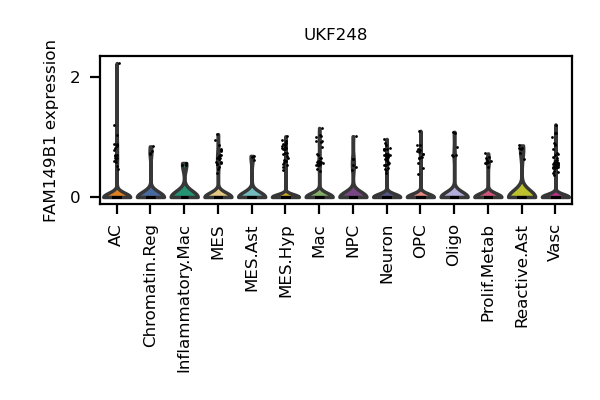 UKF248
FAM149B1 expression
2
0
AC
Chromatin.Reg
Inflammatory.Mac
MES
MES.Ast
MES.Hyp
Mac
NPC
Neuron
OPC
Oligo
Prolif.Metab
Reactive.Ast
Vasc